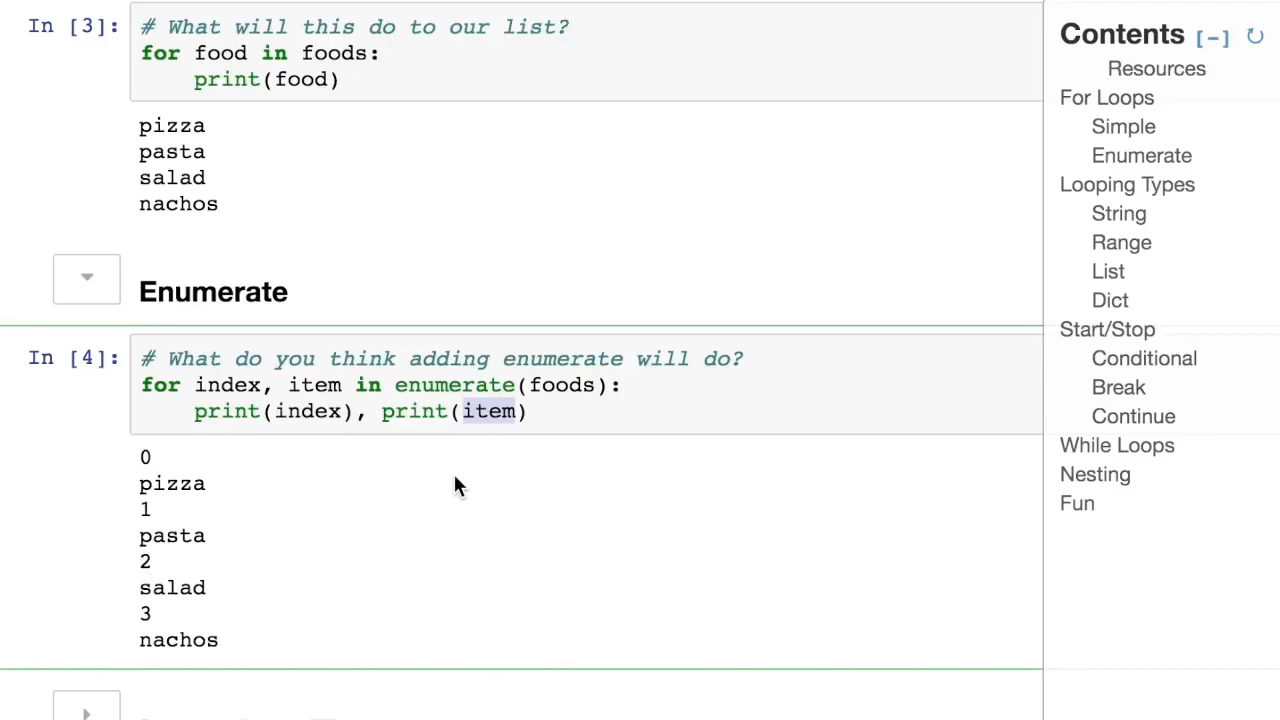 In [3]:
# What will this do to our list?
for food in foods:
    print(food)
pizza
pasta
salad
nachos
Enumerate
In [4]:
# What do you think adding enumerate will do?
for index, item in enumerate(foods):
    print(index), print(item)
0
pizza
1
pasta
2
salad
3
nachos
Contents [-] ↻
Resources
For Loops
Simple
Enumerate
Looping Types
String
Range
List
Dict
Start/Stop
Conditional
Break
Continue
While Loops
Nesting
Fun